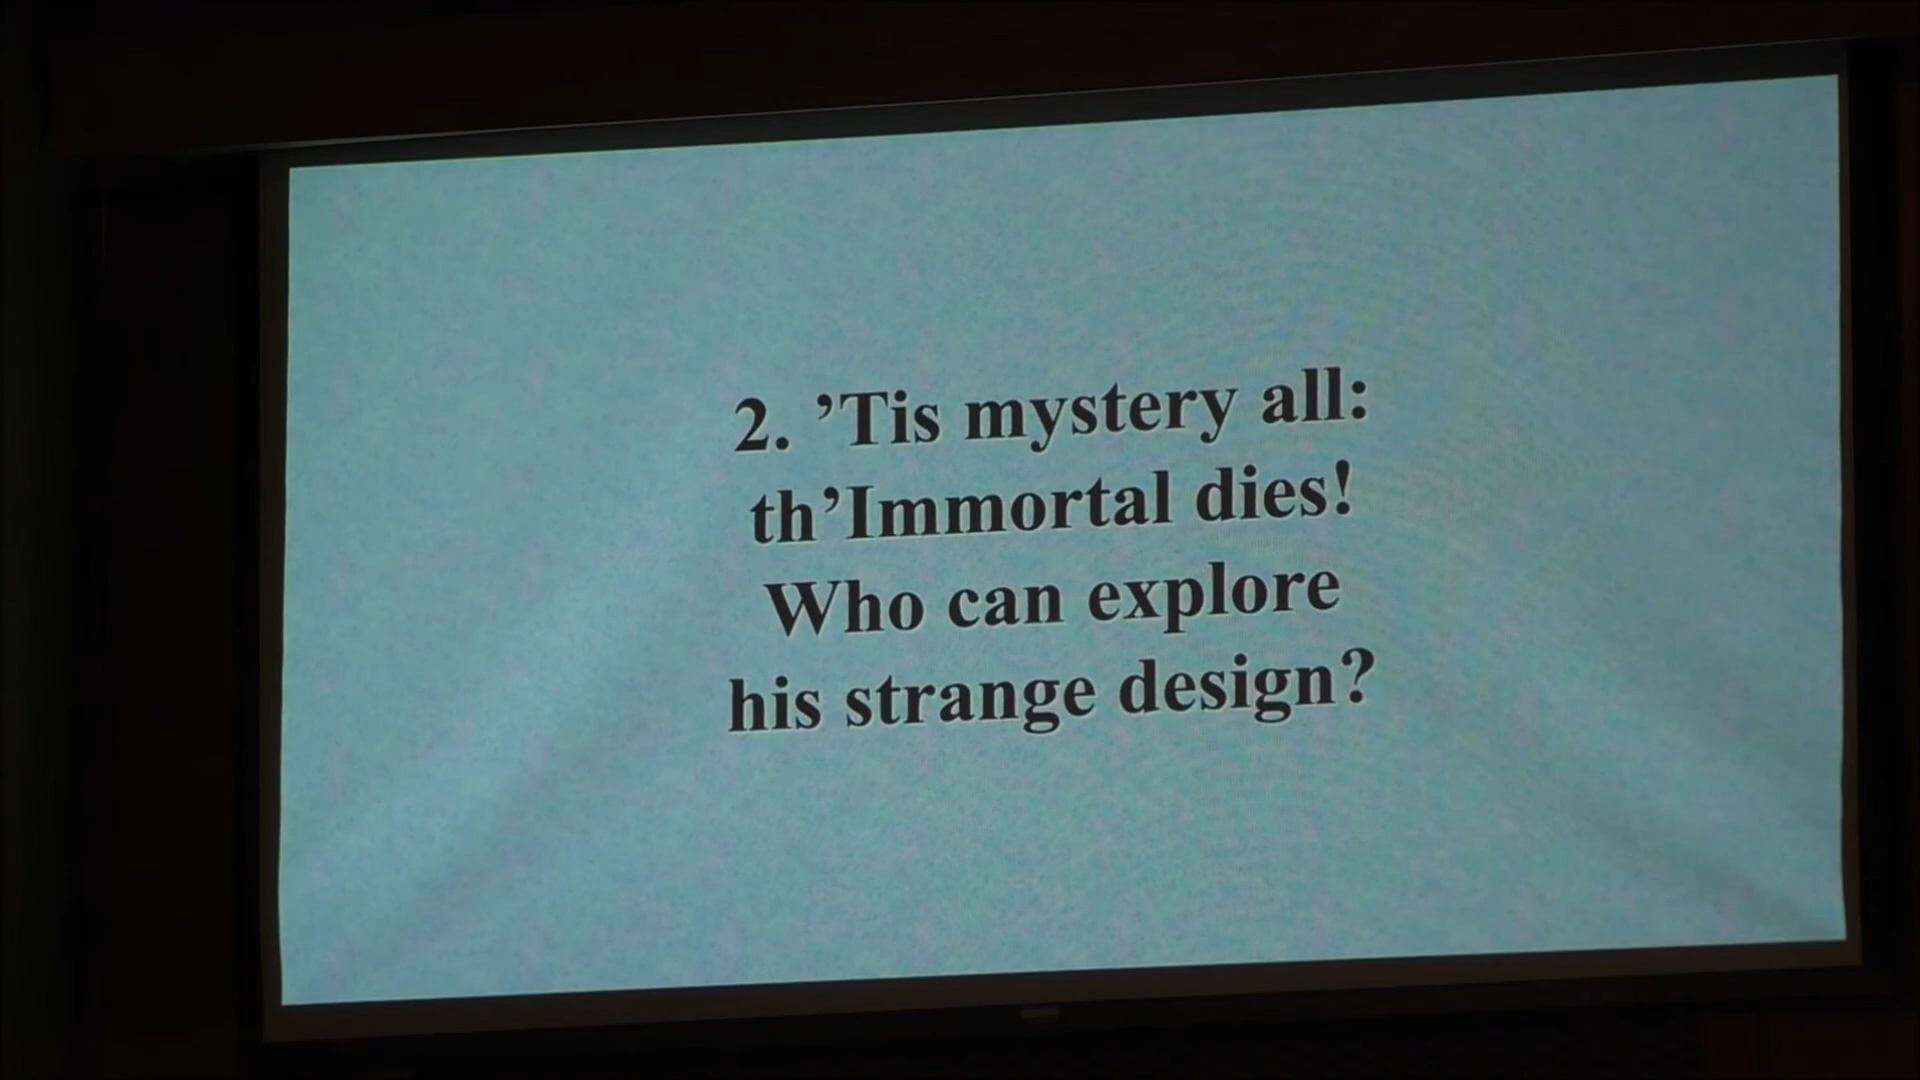 2. ’Tis mystery all:
th’Immortal dies!
Who can explore
his strange design?